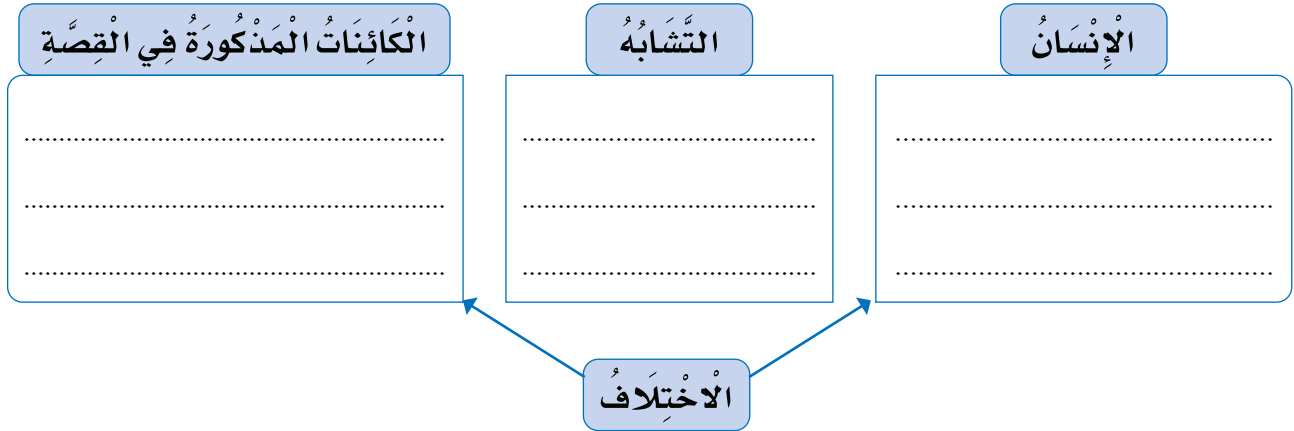 الْإِنْسَانُ
التَّشَابُهُ
الْكَائِنَاتُ الْمَذْكُورَةُ فِي الْقِصَّةِ
الْاخْتِلَافُ